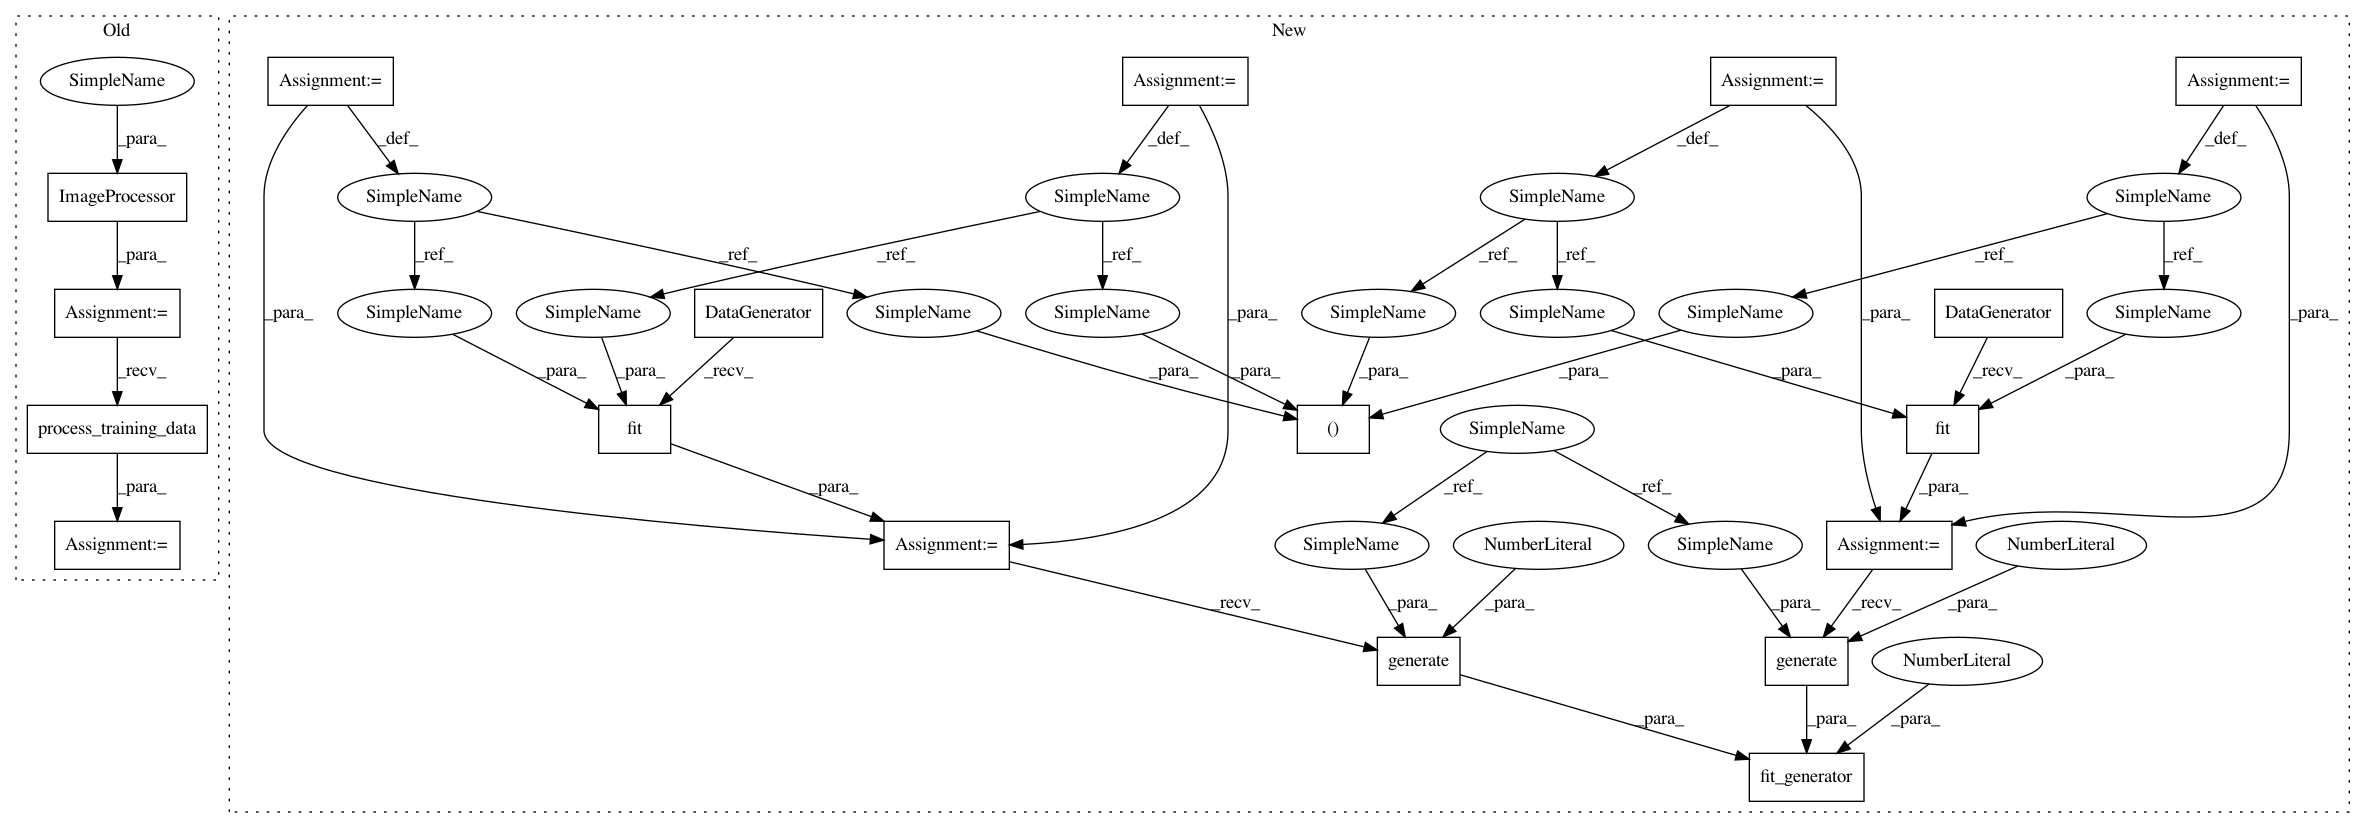 Old
New
SimpleName
Assignment:=
Assignment:=
Assignment:=
Assignment:=
_para_
_def_
_def_
_def_
_def_
ImageProcessor
SimpleName
SimpleName
SimpleName
SimpleName
_para_
_ref_
_ref_
_ref_
_ref_
_ref_
_ref_
_ref_
_ref_
Assignment:=
_para_
SimpleName
SimpleName
DataGenerator
SimpleName
SimpleName
_para_
SimpleName
SimpleName
SimpleName
_para_
DataGenerator
SimpleName
_para_
_recv_
_para_
_para_
_recv_
_para_
_para_
_para_
_para_
_para_
_recv_
_para_
process_training_data
fit
()
SimpleName
fit
_para_
_para_
_ref_
_ref_
_para_
Assignment:=
Assignment:=
SimpleName
NumberLiteral
SimpleName
Assignment:=
NumberLiteral
_recv_
_para_
_para_
_para_
_recv_
_para_
generate
generate
NumberLiteral
_para_
_para_
_para_
fit_generator